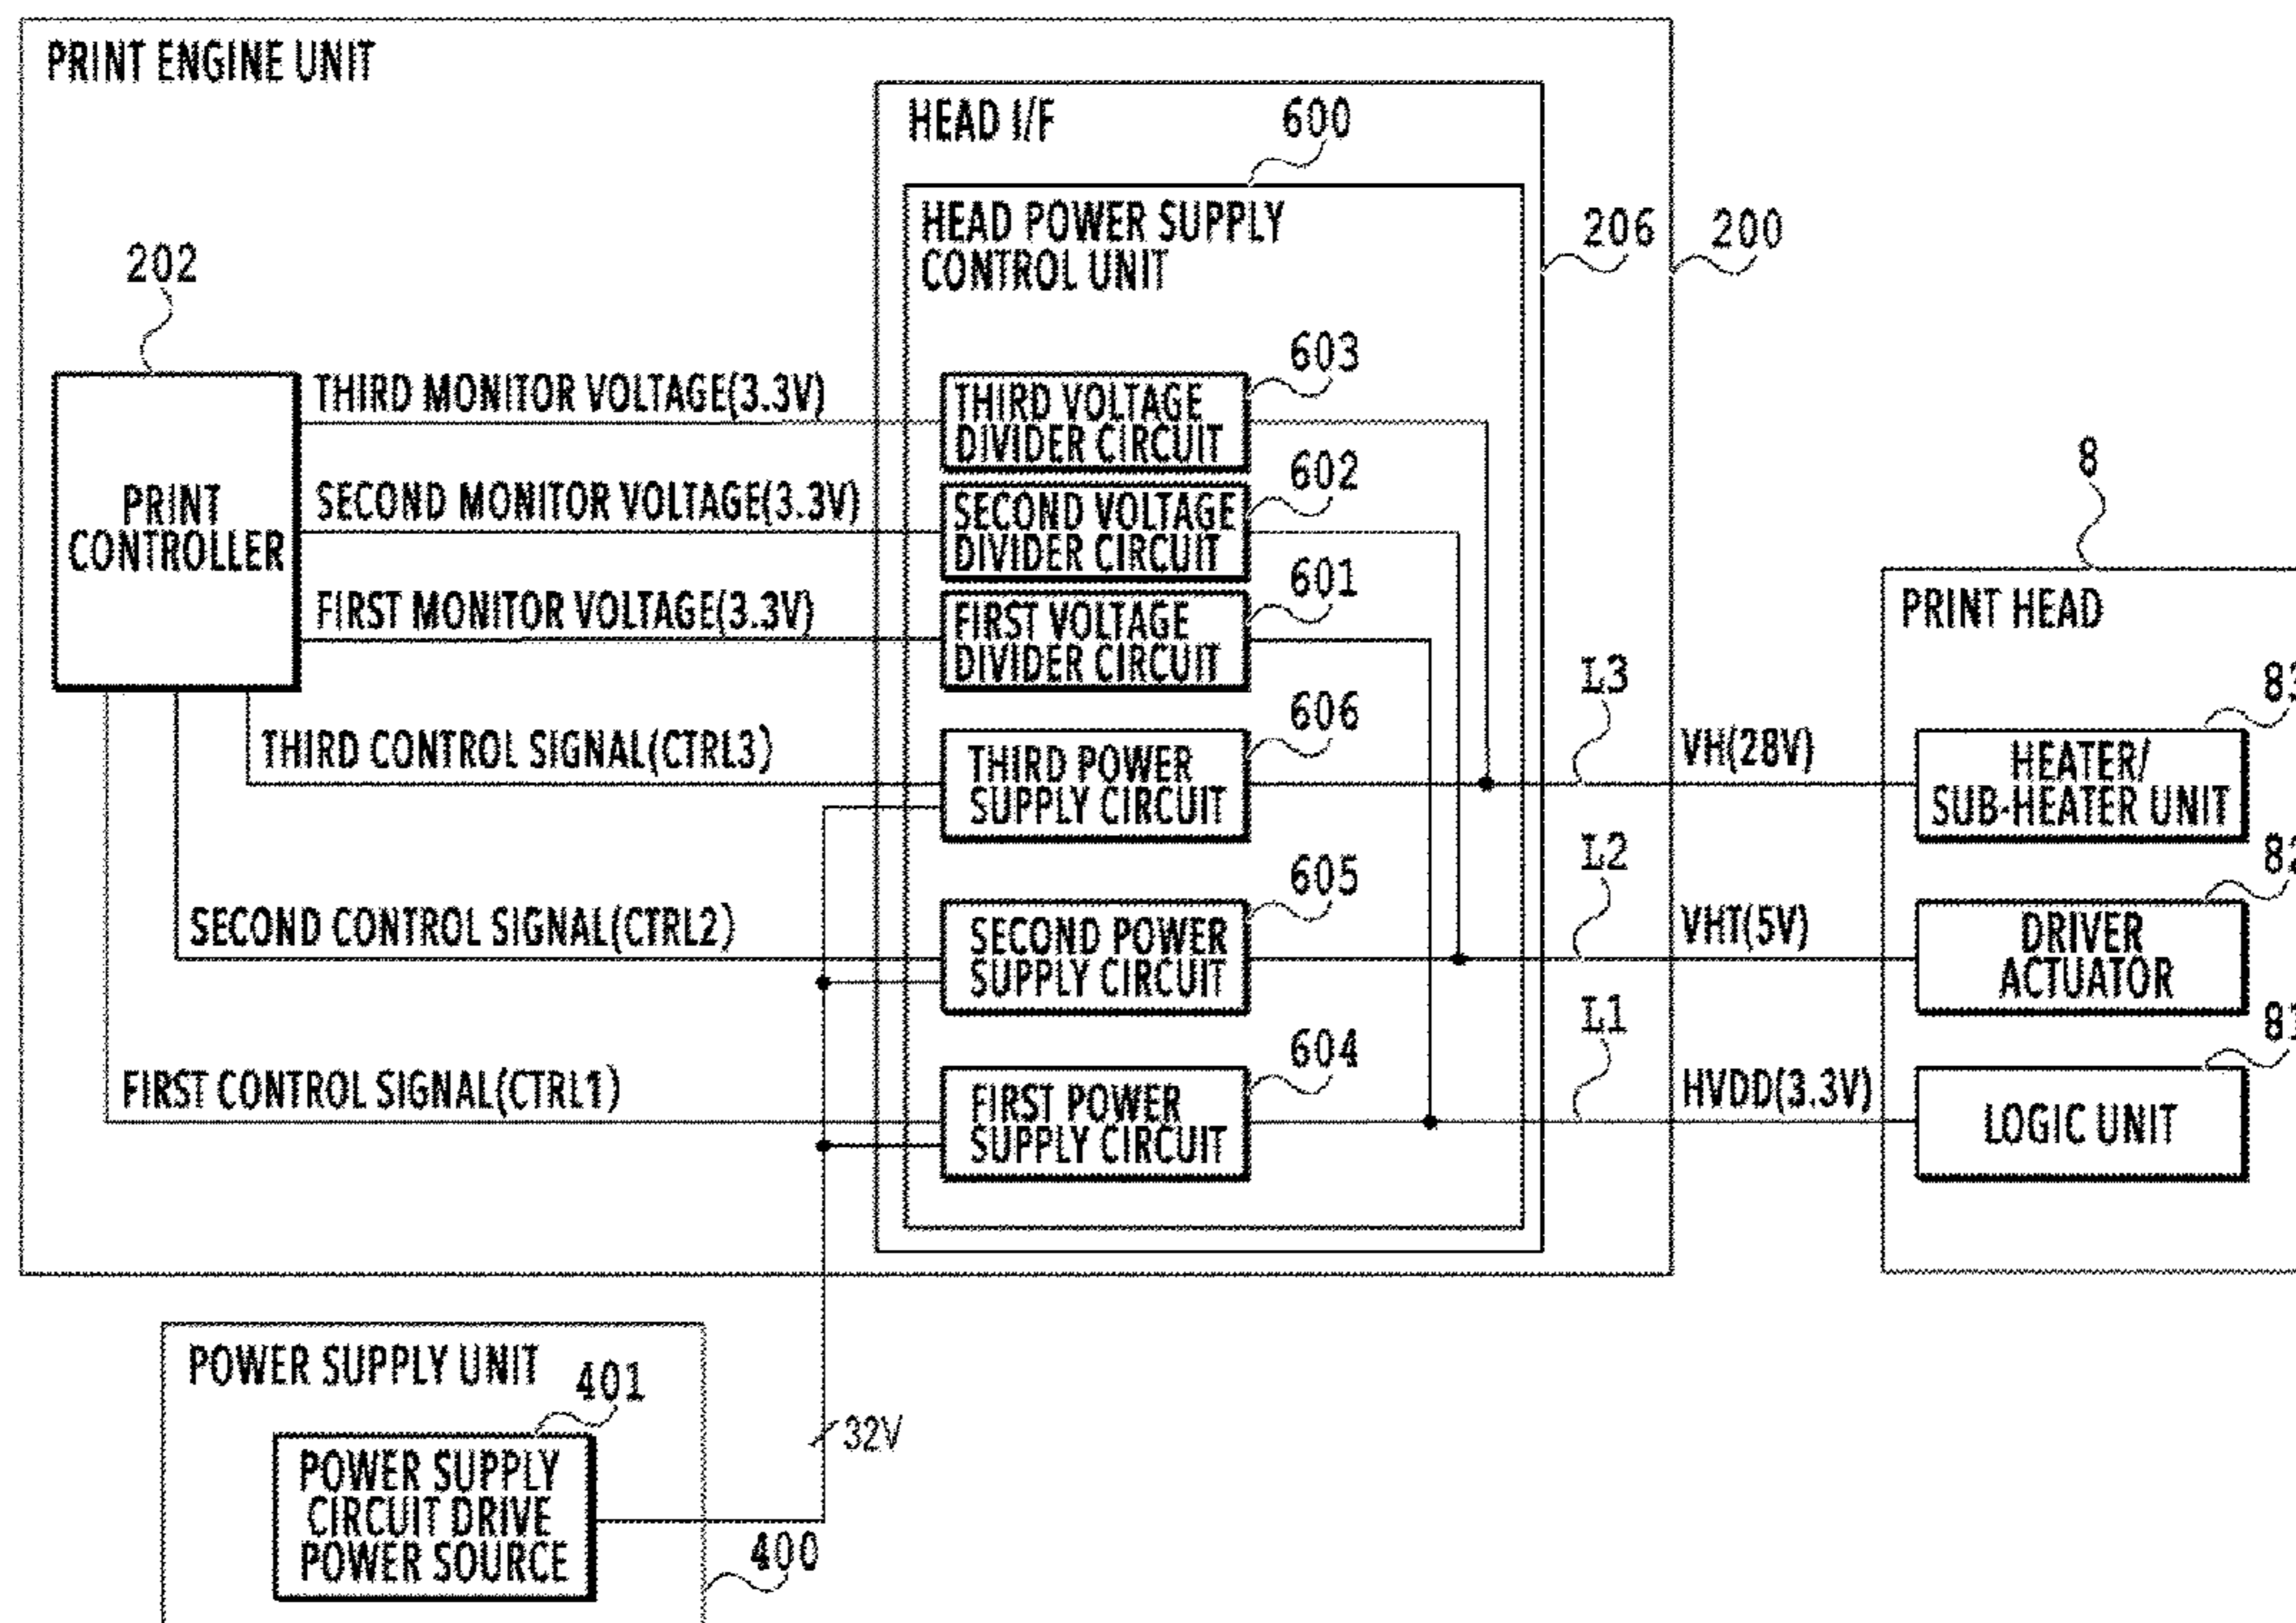 PRINT ENGINE UNIT
HEAD I/F
600
HEAD POWER SUPPLY
CONTROL UNIT
206
200
202
PRINT
CONTROLLER
THIRD MONITOR VOLTAGE(3.3V)
603
THIRD VOLTAGE
DIVIDER CIRCUIT
SECOND MONITOR VOLTAGE(3.3V)
602
SECOND VOLTAGE
DIVIDER CIRCUIT
FIRST MONITOR VOLTAGE(3.3V)
601
FIRST VOLTAGE
DIVIDER CIRCUIT
8
PRINT HEAD
THIRD CONTROL SIGNAL(CTRL3)
606
THIRD POWER
SUPPLY CIRCUIT
L3
VH(28V)
83
HEATER/
SUB-HEATER UNIT
SECOND CONTROL SIGNAL(CTRL2)
605
SECOND POWER
SUPPLY CIRCUIT
L2
VHT(5V)
82
DRIVER
ACTUATOR
FIRST CONTROL SIGNAL(CTRL1)
604
FIRST POWER
SUPPLY CIRCUIT
L1
HVDD(3.3V)
81
LOGIC UNIT
POWER SUPPLY UNIT
401
POWER SUPPLY
CIRCUIT DRIVE
POWER SOURCE
32V
400